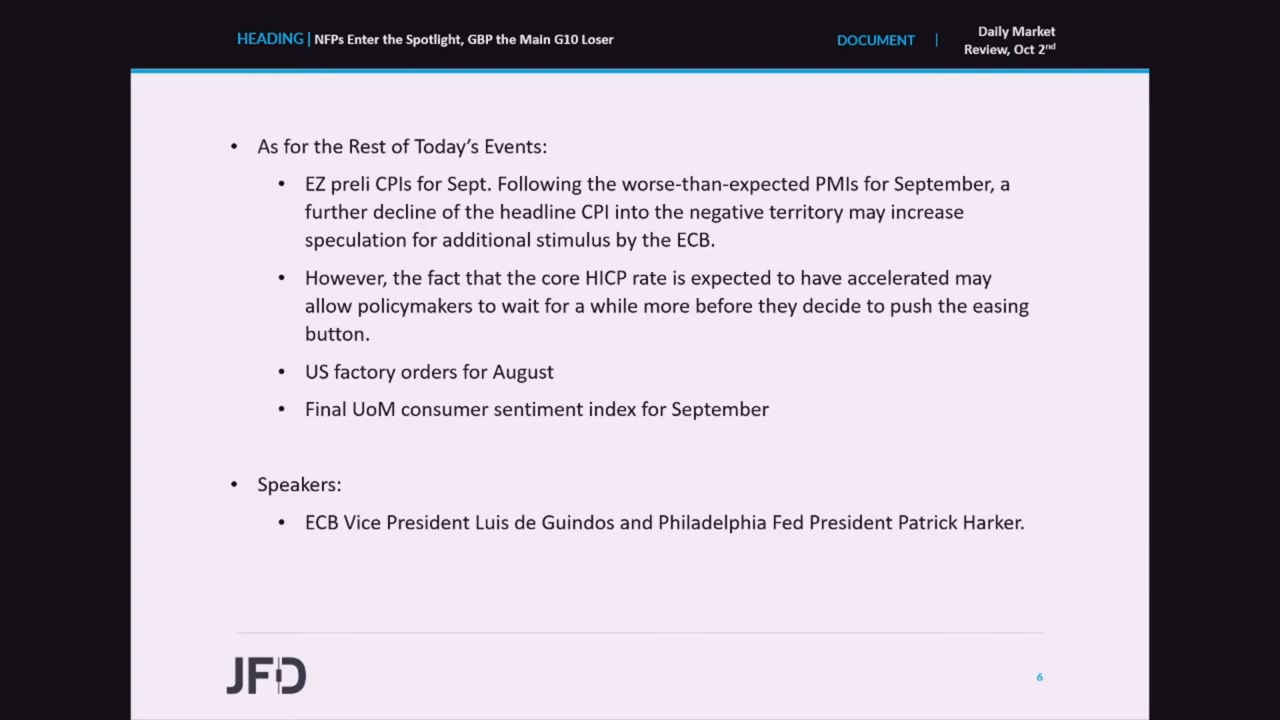 HEADING | NFPs Enter the Spotlight, GBP the Main G10 Loser
DOCUMENT | Daily Market
Review, Oct 2nd
• As for the Rest of Today's Events:
• EZ preli CPIs for Sept. Following the worse-than-expected PMIs for September, a
further decline of the headline CPI into the negative territory may increase
speculation for additional stimulus by the ECB.
• However, the fact that the core HICP rate is expected to have accelerated may
allow policymakers to wait for a while more before they decide to push the easing
button.
• US factory orders for August
• Final UoM consumer sentiment index for September
• Speakers:
• ECB Vice President Luis de Guindos and Philadelphia Fed President Patrick Harker.
JFD
6